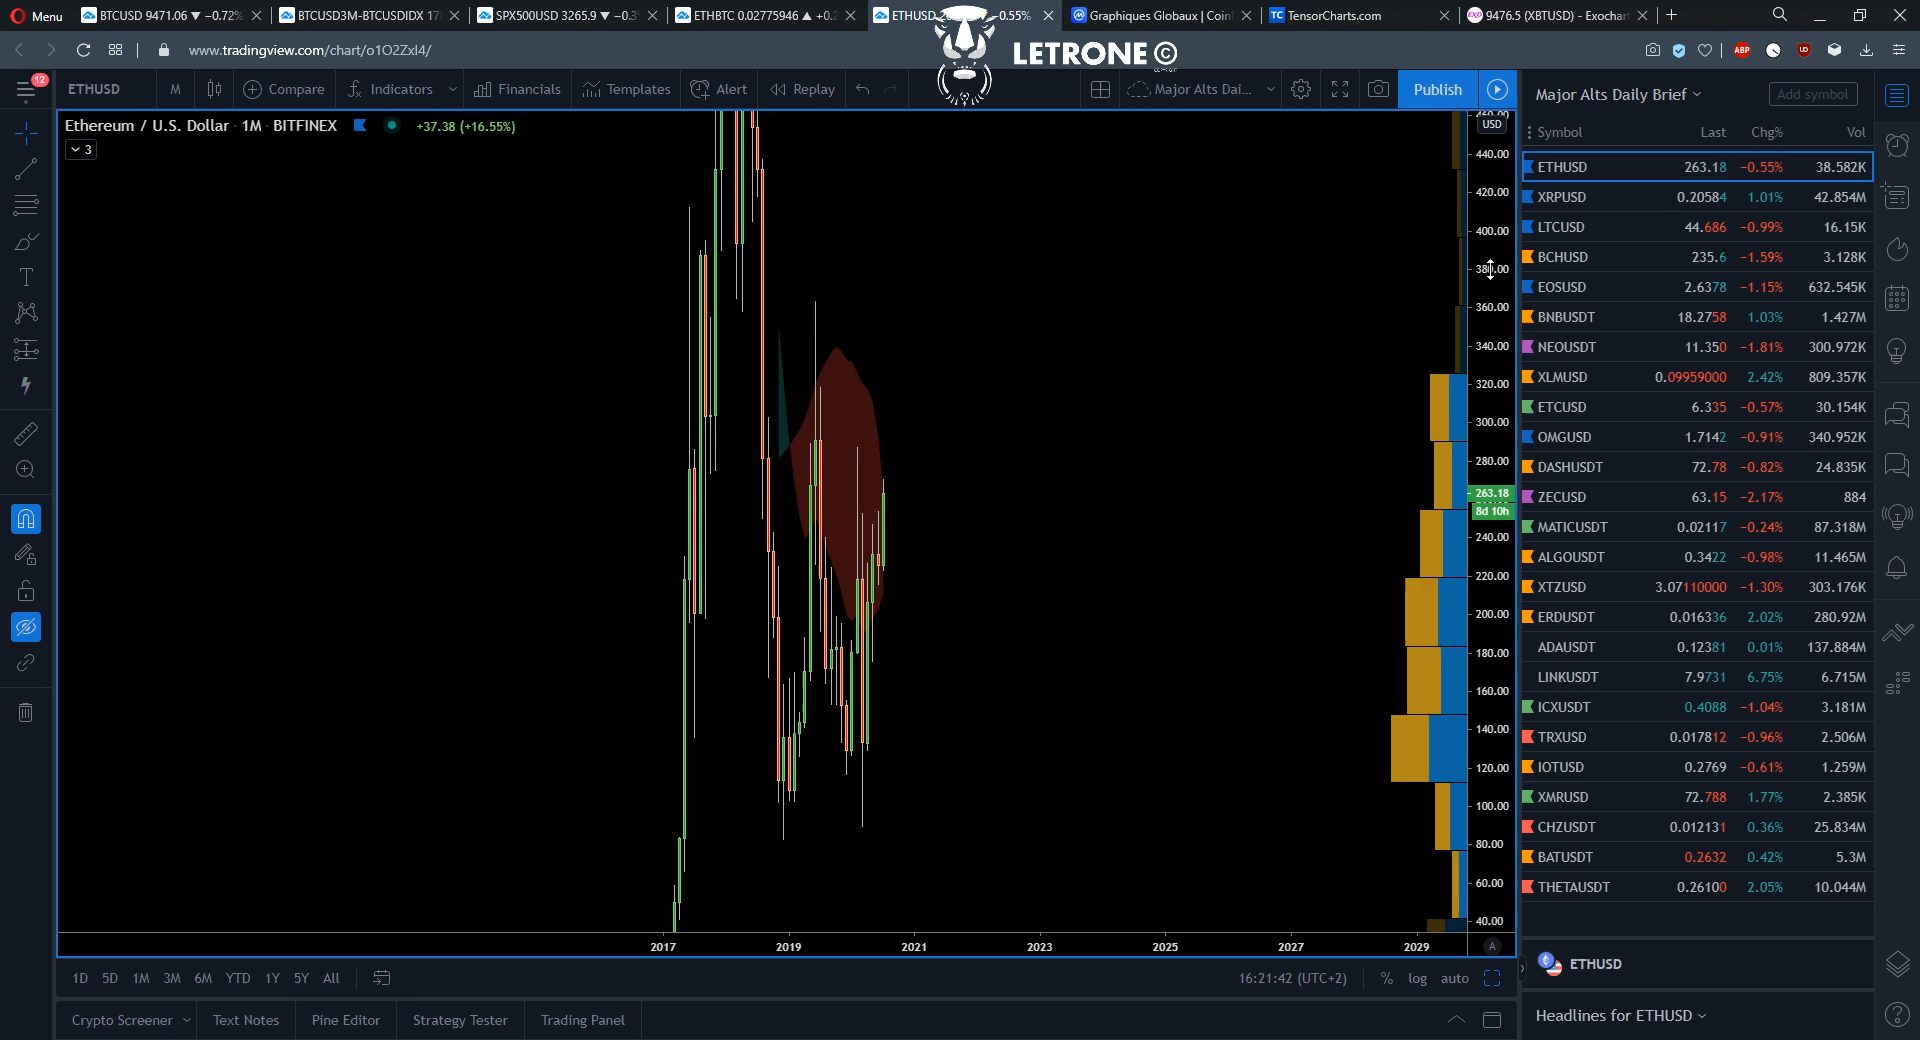 Menu
BTCUSD 9471.06 ▼ −0.72%
BTCUSD3M-BTCUSDIDX
SPX500USD 3265.9 ▼
ETHBTC 0.02775946 ▲
ETHUSD −0.55%
Graphiques Globaux | Coin
TensorCharts.com
9476.5 (XBTUSD) - Exochar
www.tradingview.com/chart/o1O2Zxl4/
LETRONE ©
ABP
12
ETHUSD
M
Compare
Indicators
Financials
Templates
Alert
Replay
Major Alts Dai...
Publish
Ethereum / U.S. Dollar · 1M · BITFINEX
+37.38 (+16.55%)
3
460.00
USD
440.00
420.00
400.00
380.00
360.00
340.00
320.00
300.00
280.00
263.18
8d 10h
240.00
220.00
200.00
180.00
160.00
140.00
120.00
100.00
80.00
60.00
40.00
2017 2019 2021 2023 2025 2027 2029
A
1D 5D 1M 3M 6M YTD 1Y 5Y All
16:21:42 (UTC+2)
% log auto
Crypto Screener
Text Notes
Pine Editor
Strategy Tester
Trading Panel
Major Alts Daily Brief
Add symbol
Symbol Last Chg% Vol
ETHUSD 263.18 −0.55% 38.582K
XRPUSD 0.20584 1.01% 42.854M
LTCUSD 44.686 −0.99% 16.15K
BCHUSD 235.6 −1.59% 3.128K
EOSUSD 2.6378 −1.15% 632.545K
BNBUSDT 18.2758 1.03% 1.427M
NEOUSDT 11.350 −1.81% 300.972K
XLMUSD 0.09959000 2.42% 809.357K
ETCUSD 6.335 −0.57% 30.154K
OMGUSD 1.7142 −0.91% 340.952K
DASHUSDT 72.78 −0.82% 24.835K
ZECUSD 63.15 −2.17% 884
MATICUSDT 0.02117 −0.24% 87.318M
ALGOUSDT 0.3422 −0.98% 11.465M
XTZUSD 3.07110000 −1.30% 303.176K
ERDUSDT 0.016336 2.02% 280.92M
ADAUSDT 0.12381 0.01% 137.884M
LINKUSDT 7.9731 6.75% 6.715M
ICXUSDT 0.4088 −1.04% 3.181M
TRXUSD 0.017812 −0.96% 2.506M
IOTUSD 0.2769 −0.61% 1.259M
XMRUSD 72.788 1.77% 2.385K
CHZUSDT 0.012131 0.36% 25.834M
BATUSDT 0.2632 0.42% 5.3M
THETAUSDT 0.26100 2.05% 10.044M
ETHUSD
Headlines for ETHUSD